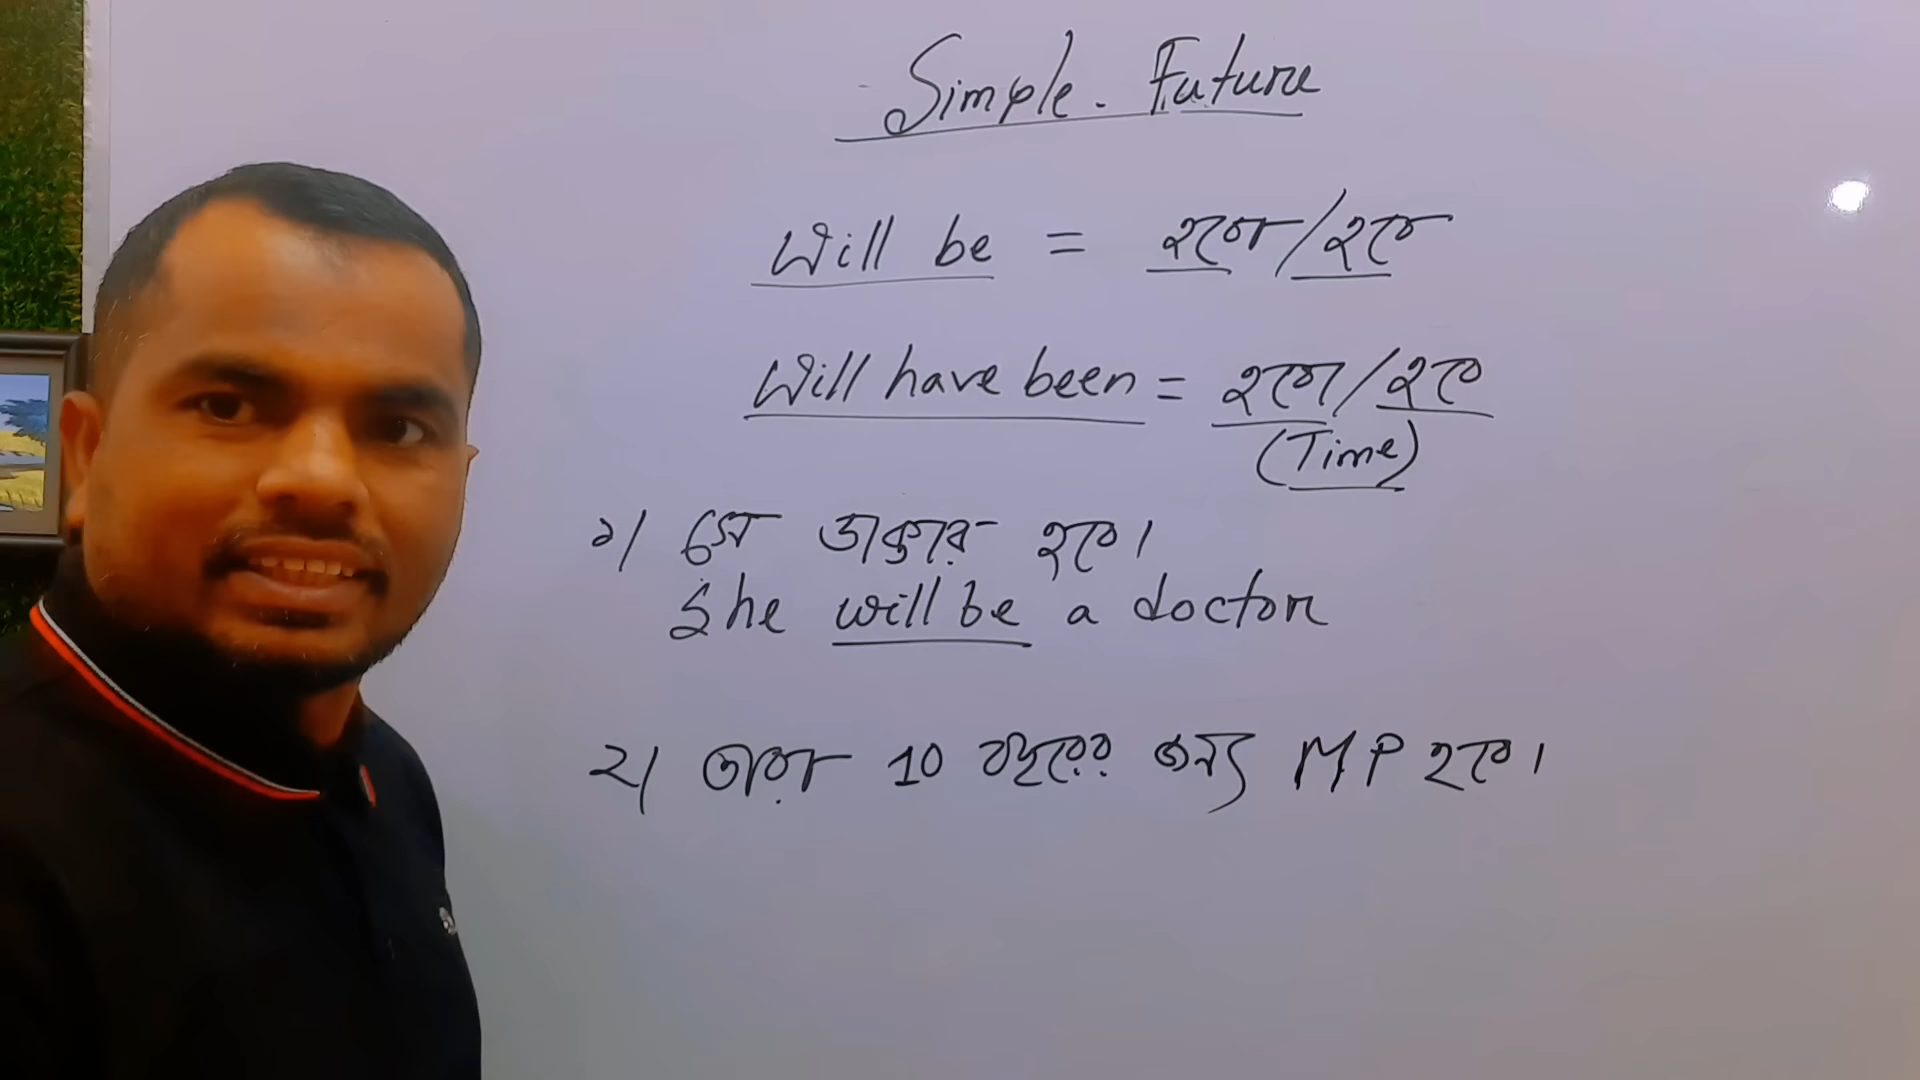 Simple. Future
Will be = হবো/হবে
Will have been = হবো/হবে
(Time)
১। সে ডাক্তার হবে।
She will be a doctor
২। তারা 10 বছরের জন্য MP হবে।